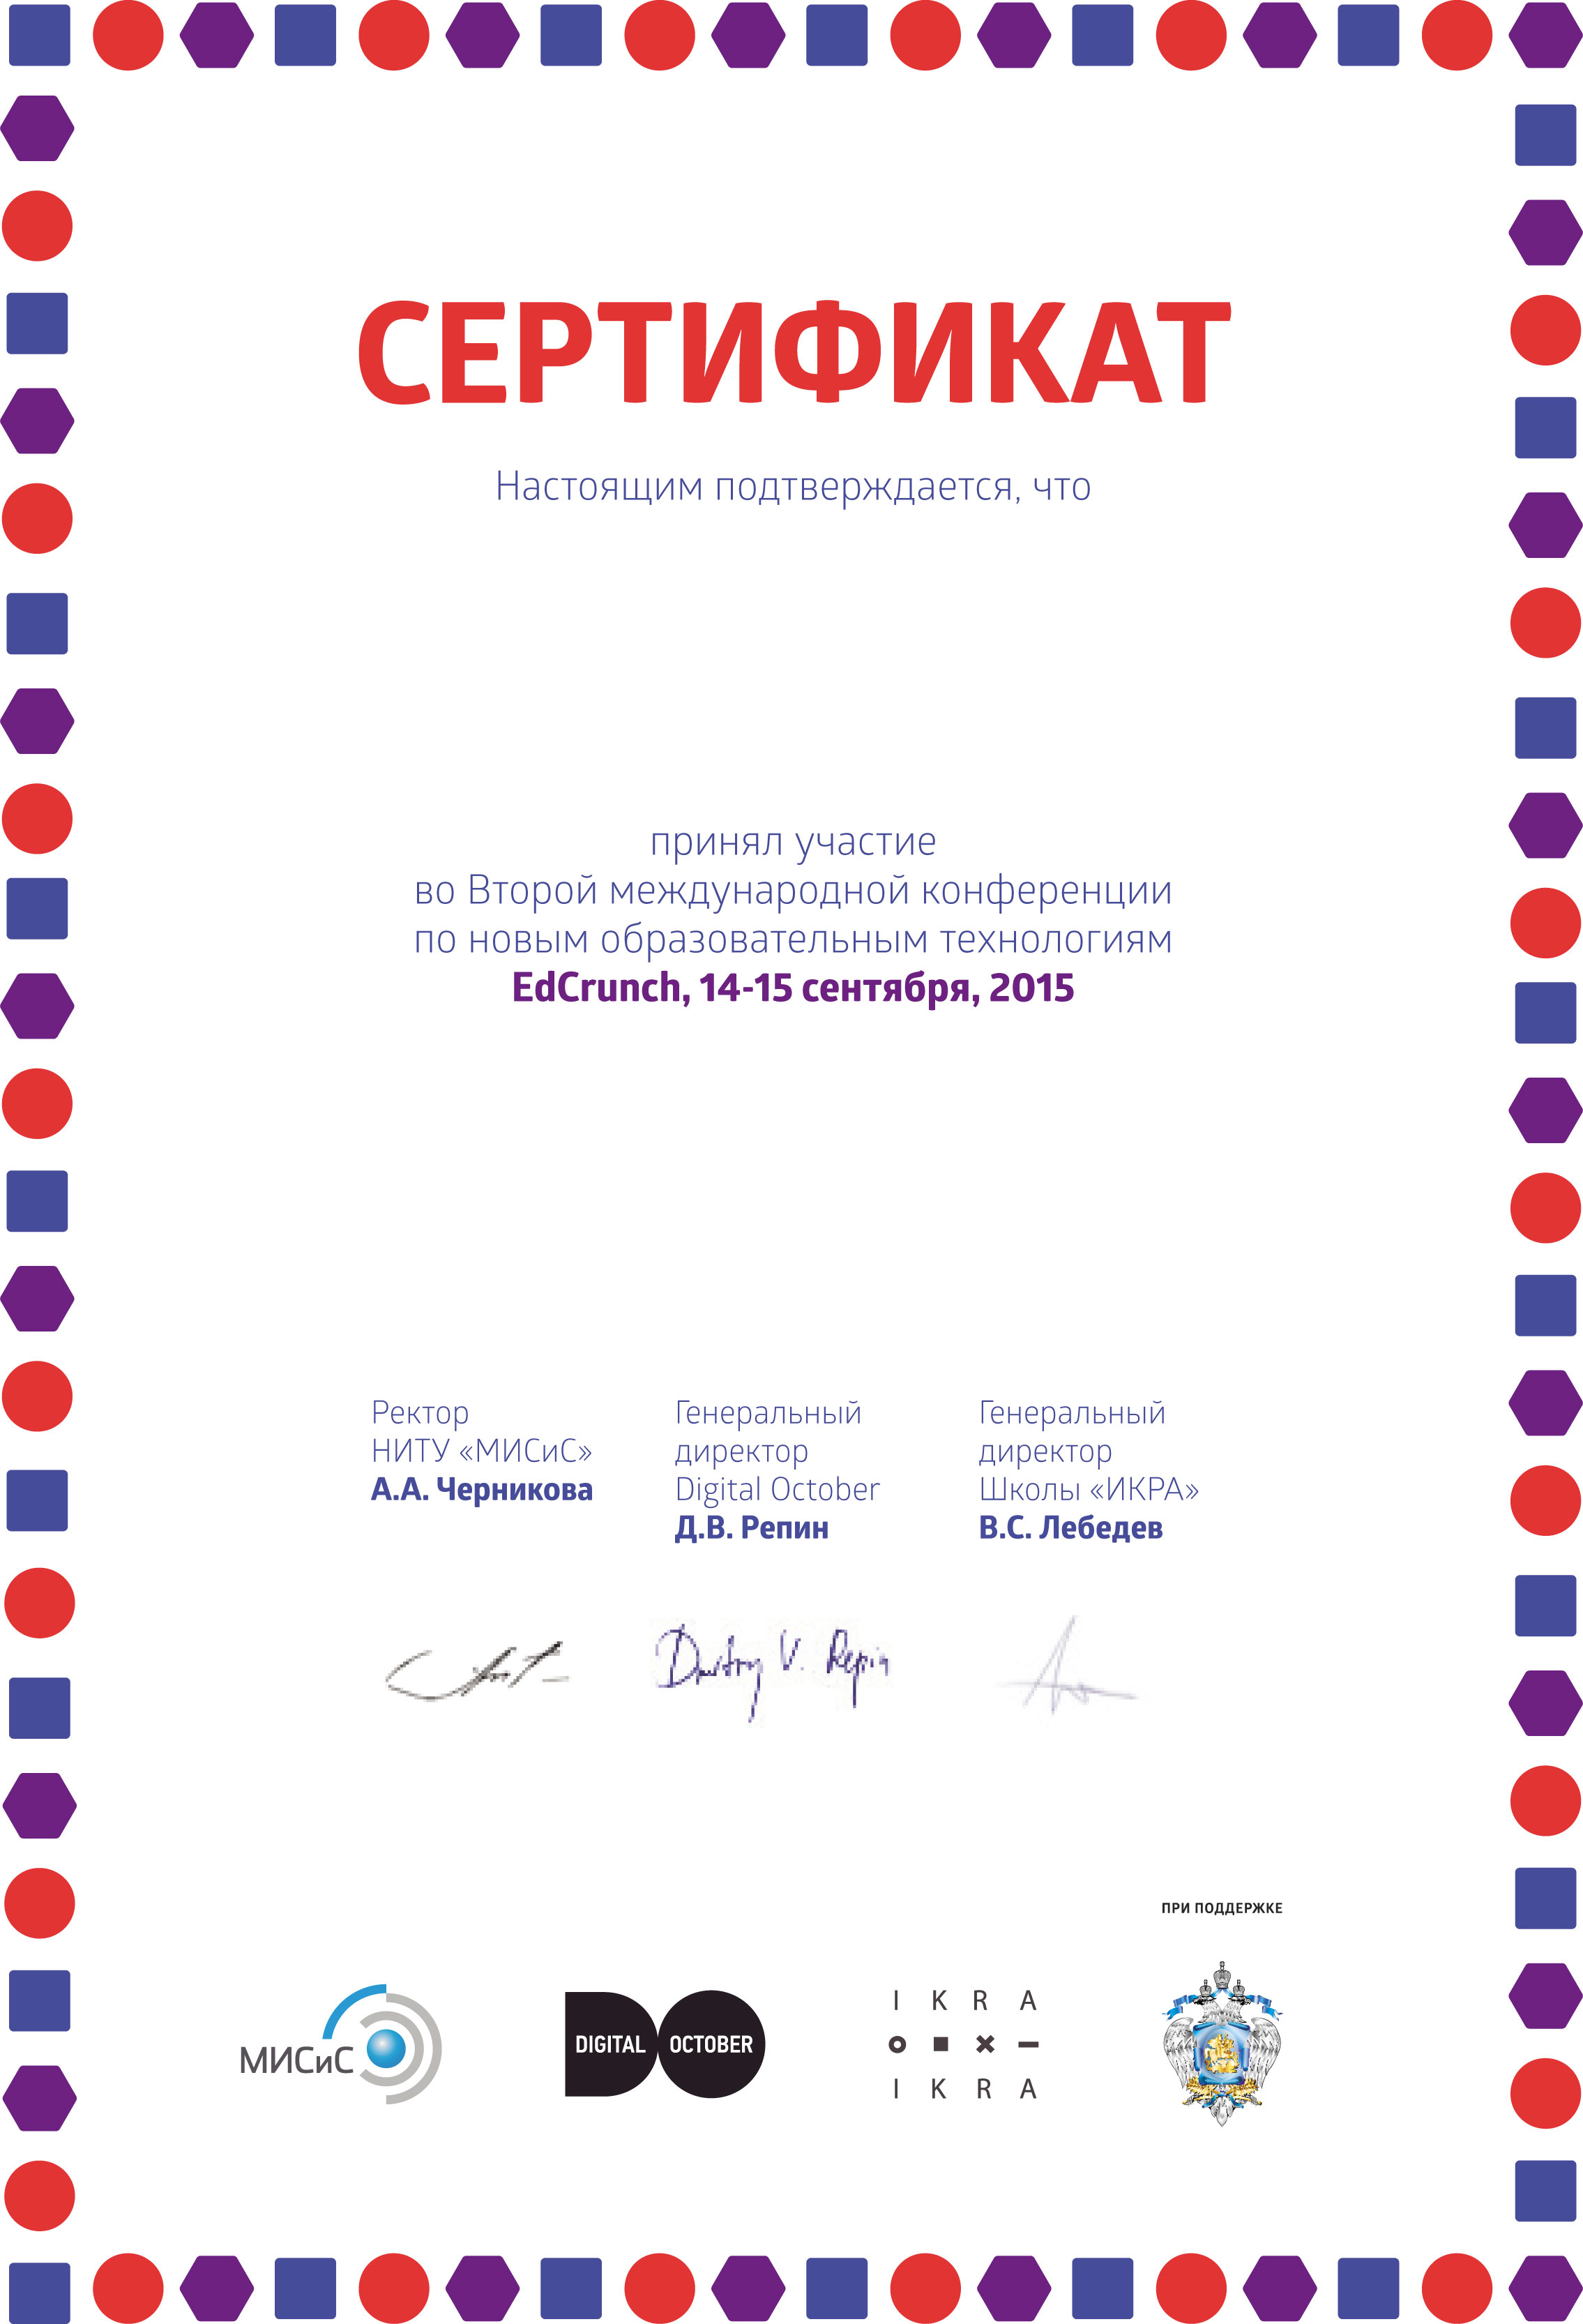 СЕРТИФИКАТ
Настоящим подтверждается, что
принял участие
во Второй международной конференции
по новым образовательным технологиям
EdCrunch, 14-15 сентября, 2015
Ректор
НИТУ «МИСиС»
А.А. Черникова
Генеральный
директор
Digital October
Д.В. Репин
Генеральный
директор
Школы «ИКРА»
В.С. Лебедев
Dmitry V. Repin
ПРИ ПОДДЕРЖКЕ
МИСиС
DIGITAL OCTOBER
IKRA
IKRA